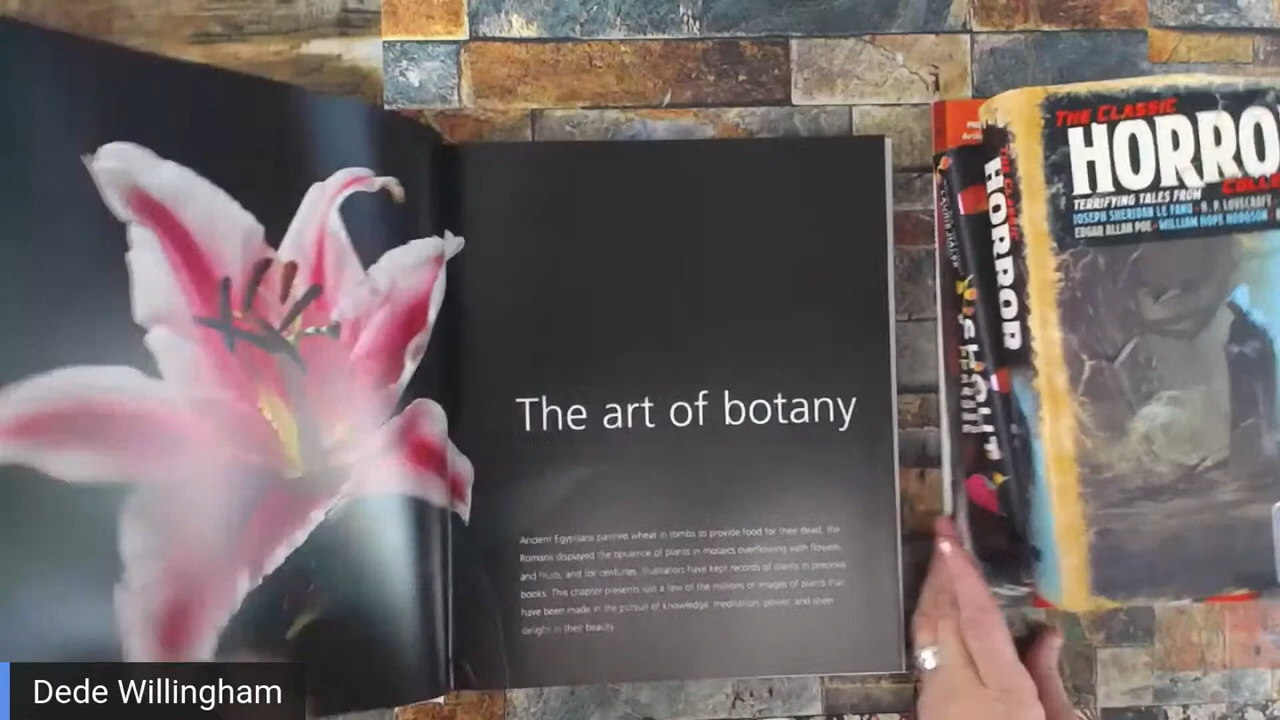 The art of botany
Ancient Egyptians painted wheat in tombs to provide food for their dead, the
Romans displayed the opulence of plants in mosaics overflowing with flowers
and fruits, and for centuries, illustrators have kept records of plants in precious
books. This chapter presents just a few of the millions of images of plants that
have been made in the pursuit of knowledge, meditation, power, and sheer
delight in their beauty.
THE CLASSIC
HORROR
THE CLASSIC
HORRO
COLLE
TERRIFYING TALES FROM
JOSEPH SHERIDAN LE FANU · H. P. LOVECRAFT
EDGAR ALLAN POE · WILLIAM HOPE HODGSON
Dede Willingham